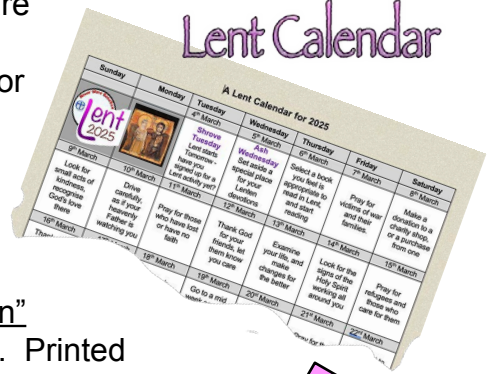 re
or
n"
. Printed
Lent Calendar
A Lent Calendar for 2025
Sunday
Monday
Tuesday
Wednesday
Thursday
Friday
Saturday
Lent
2025
4th March
Shrove
Tuesday
Lent starts
Tomorrow -
have you
signed up for a
Lent activity yet?
5th March
Ash
Wednesday
Set aside a
special place
for your
Lenten
devotions
6th March
Select a book
you feel is
appropriate to
read in Lent,
and start
reading
7th March
Pray for
victims of war
and their
families.
8th March
Make a
donation to a
charity shop,
or a purchase
from one
9th March
Look for
small acts of
kindness,
recognise
God's love
there
10th March
Drive
carefully,
as if your
heavenly
Father is
watching you
11th March
Pray for those
who have lost
or have no
faith
12th March
Thank God
for your
friends, let
them know
you care
13th March
Examine
your life, and
make
changes for
the better
14th March
Look for the
signs of the
Holy Spirit
working all
around you
15th March
Pray for
refugees and
those who
care for them
16th March
18th March
19th March
Go to a mid
20th March
21st March
22nd March